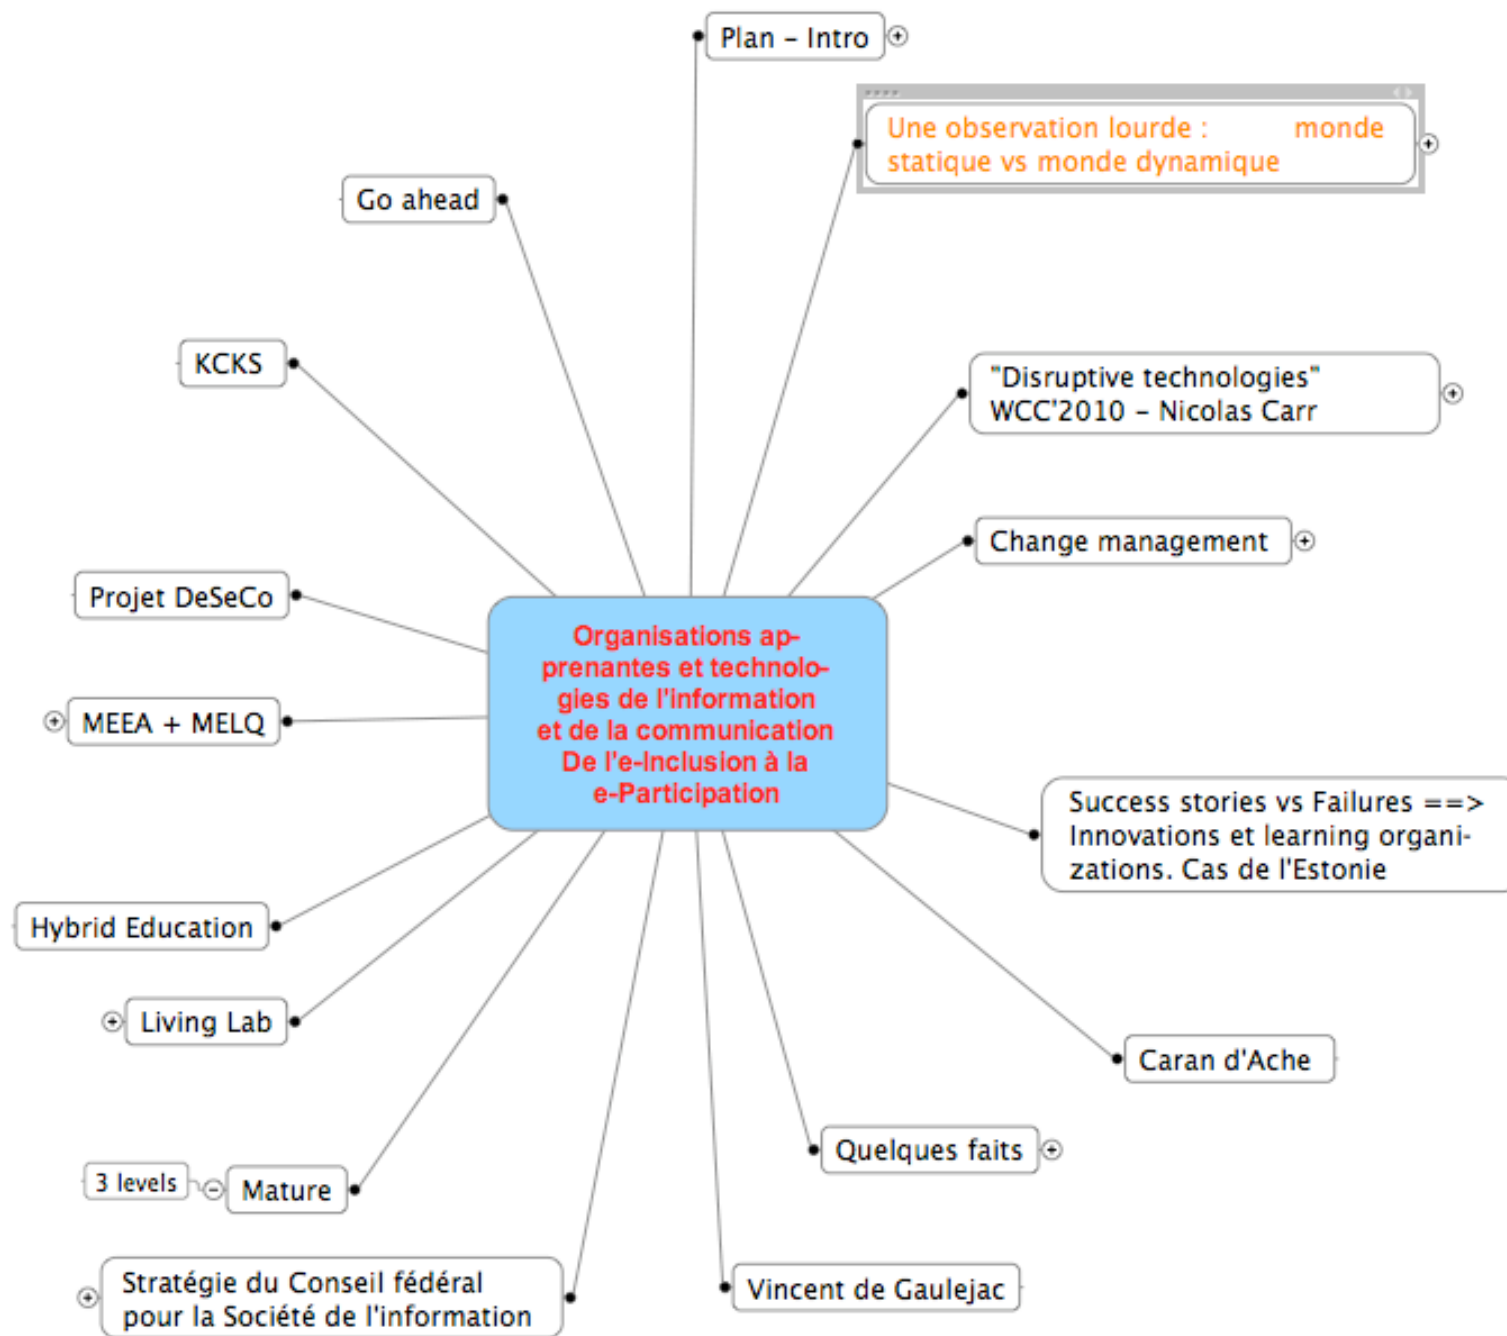 Plan – Intro
Une observation lourde : monde
statique vs monde dynamique
"Disruptive technologies"
WCC'2010 – Nicolas Carr
Change management
Success stories vs Failures ==>
Innovations et learning organi-
zations. Cas de l'Estonie
Caran d'Ache
Quelques faits
Vincent de Gaulejac
Stratégie du Conseil fédéral
pour la Société de l'information
Mature
3 levels
Living Lab
Hybrid Education
MEEA + MELQ
Projet DeSeCo
KCKS
Go ahead
Organisations ap-
prenantes et technolo-
gies de l'information
et de la communication
De l'e-Inclusion à la
e-Participation